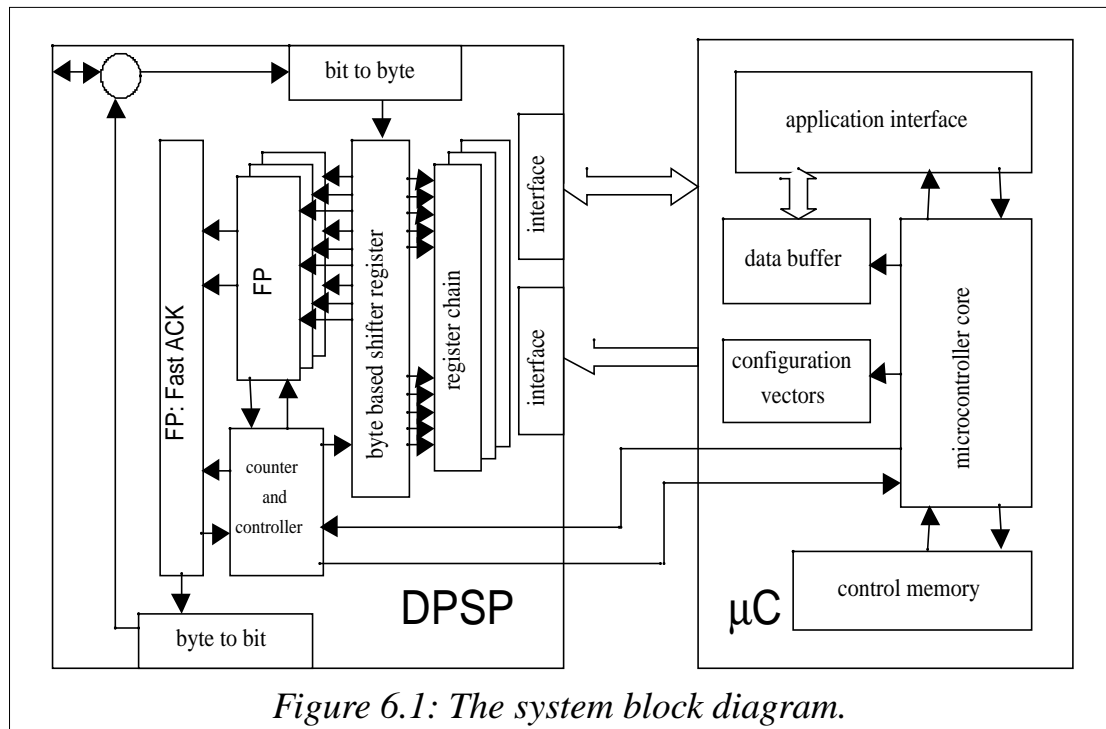 bit to byte
FP: Fast ACK
FP
byte based shifter register
register chain
interface
interface
counter
and
controller
byte to bit
DPSP
application interface
data buffer
configuration
vectors
microcontroller core
control memory
μC
Figure 6.1: The system block diagram.